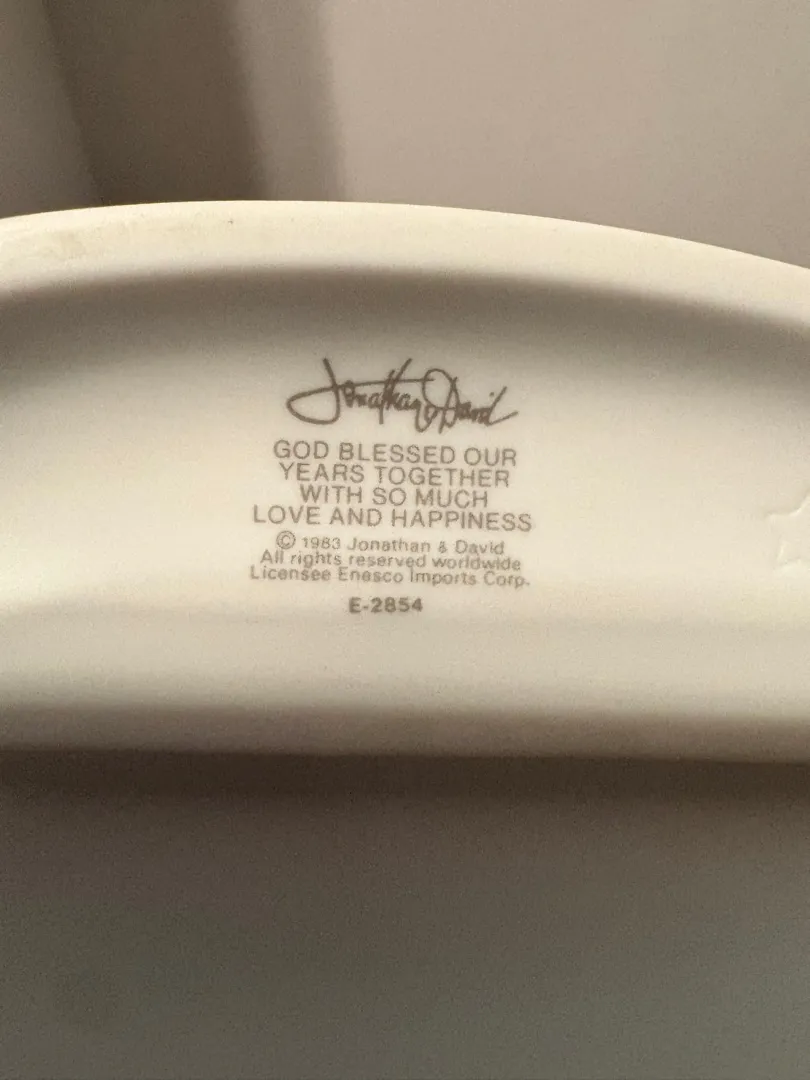 Jonathan & David
GOD BLESSED OUR
YEARS TOGETHER
WITH SO MUCH
LOVE AND HAPPINESS
© 1983 Jonathan & David
All rights reserved worldwide
Licensee Enesco Imports Corp.
E-2854